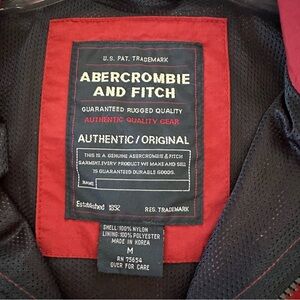 U.S. PAT. TRADEMARK
ABERCROMBIE
AND FITCH
GUARANTEED RUGGED QUALITY
AUTHENTIC QUALITY GEAR
AUTHENTIC/ORIGINAL
THIS IS A GENUINE ABERCROMBIE & FITCH
GARMENT. EVERY PRODUCT WE MAKE AND SELL
IS GUARANTEED DURABLE GOODS.
NAME
Established 1892 REG. TRADEMARK
SHELL: 100% NYLON
LINING: 100% POLYESTER
MADE IN KOREA
M
RN 75654
OVER FOR CARE